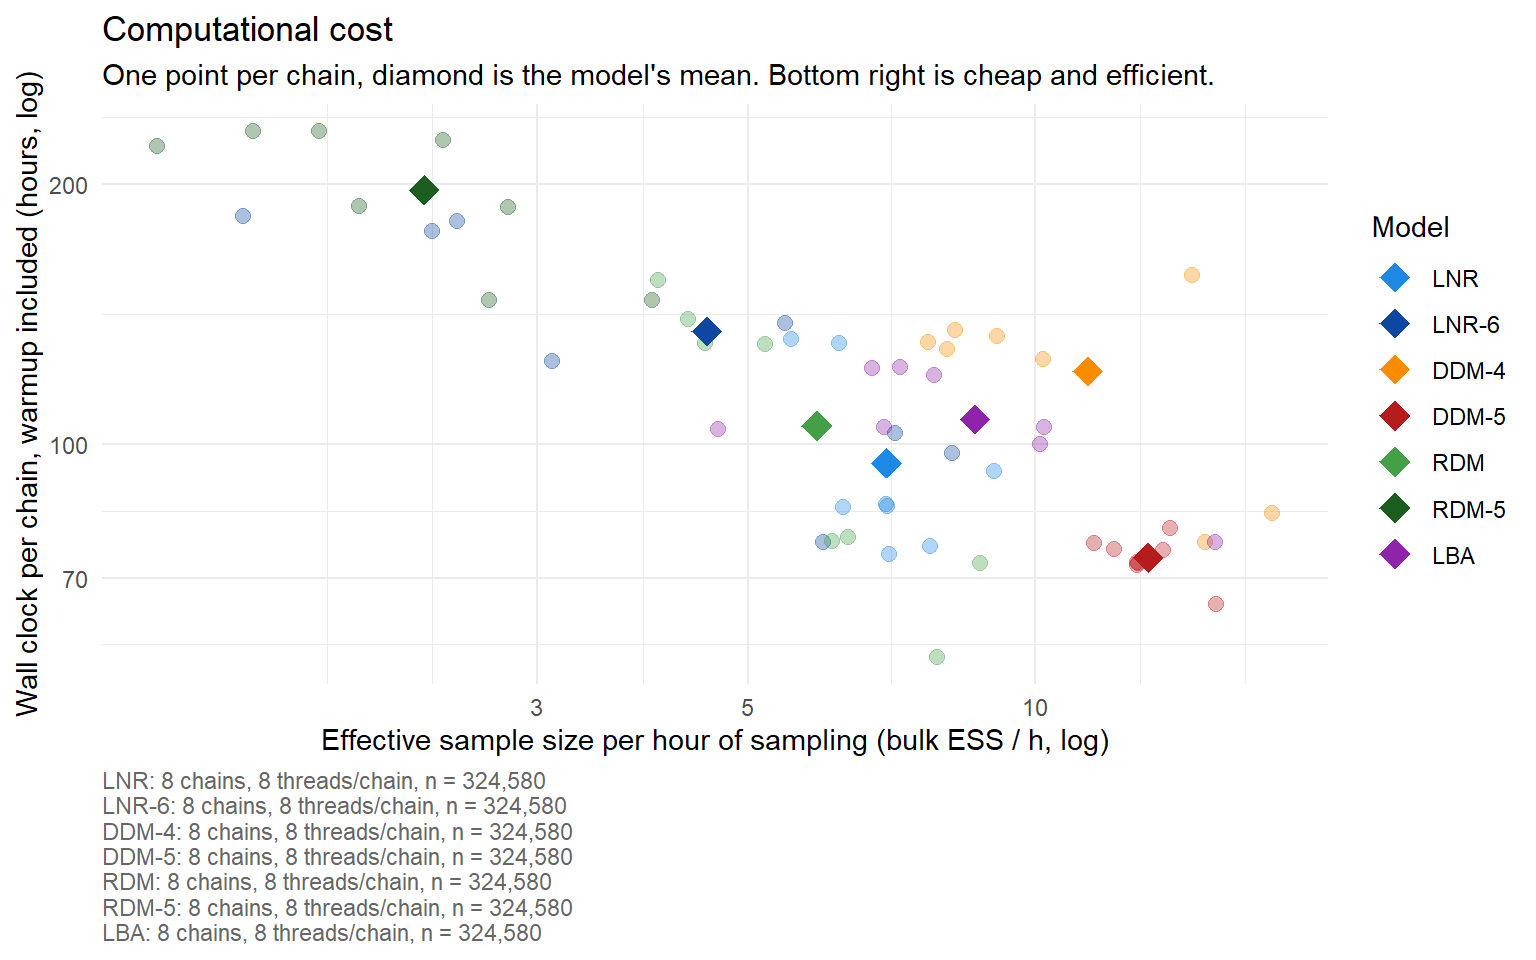 Computational cost
One point per chain, diamond is the model's mean. Bottom right is cheap and efficient.
Wall clock per chain, warmup included (hours, log)
200
100
70
3
5
10
Effective sample size per hour of sampling (bulk ESS / h, log)
Model
LNR
LNR-6
DDM-4
DDM-5
RDM
RDM-5
LBA
LNR: 8 chains, 8 threads/chain, n = 324,580
LNR-6: 8 chains, 8 threads/chain, n = 324,580
DDM-4: 8 chains, 8 threads/chain, n = 324,580
DDM-5: 8 chains, 8 threads/chain, n = 324,580
RDM: 8 chains, 8 threads/chain, n = 324,580
RDM-5: 8 chains, 8 threads/chain, n = 324,580
LBA: 8 chains, 8 threads/chain, n = 324,580